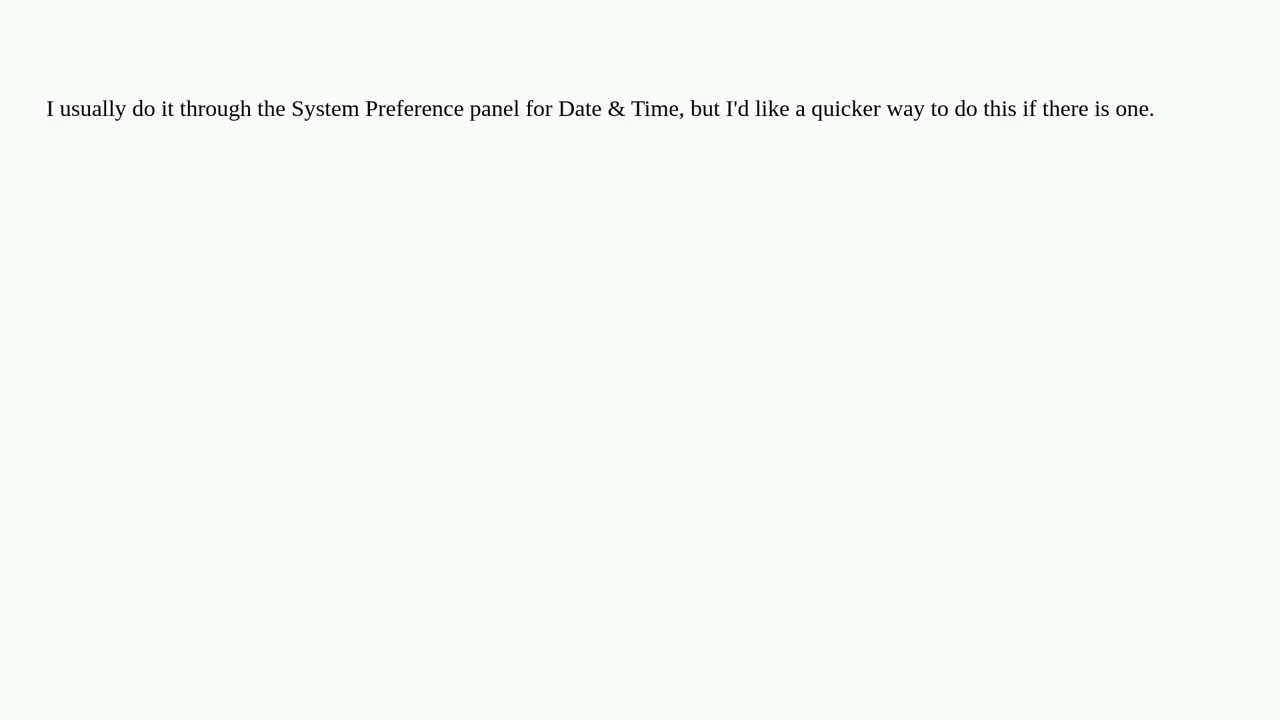 I usually do it through the System Preference panel for Date & Time, but I'd like a quicker way to do this if there is one.